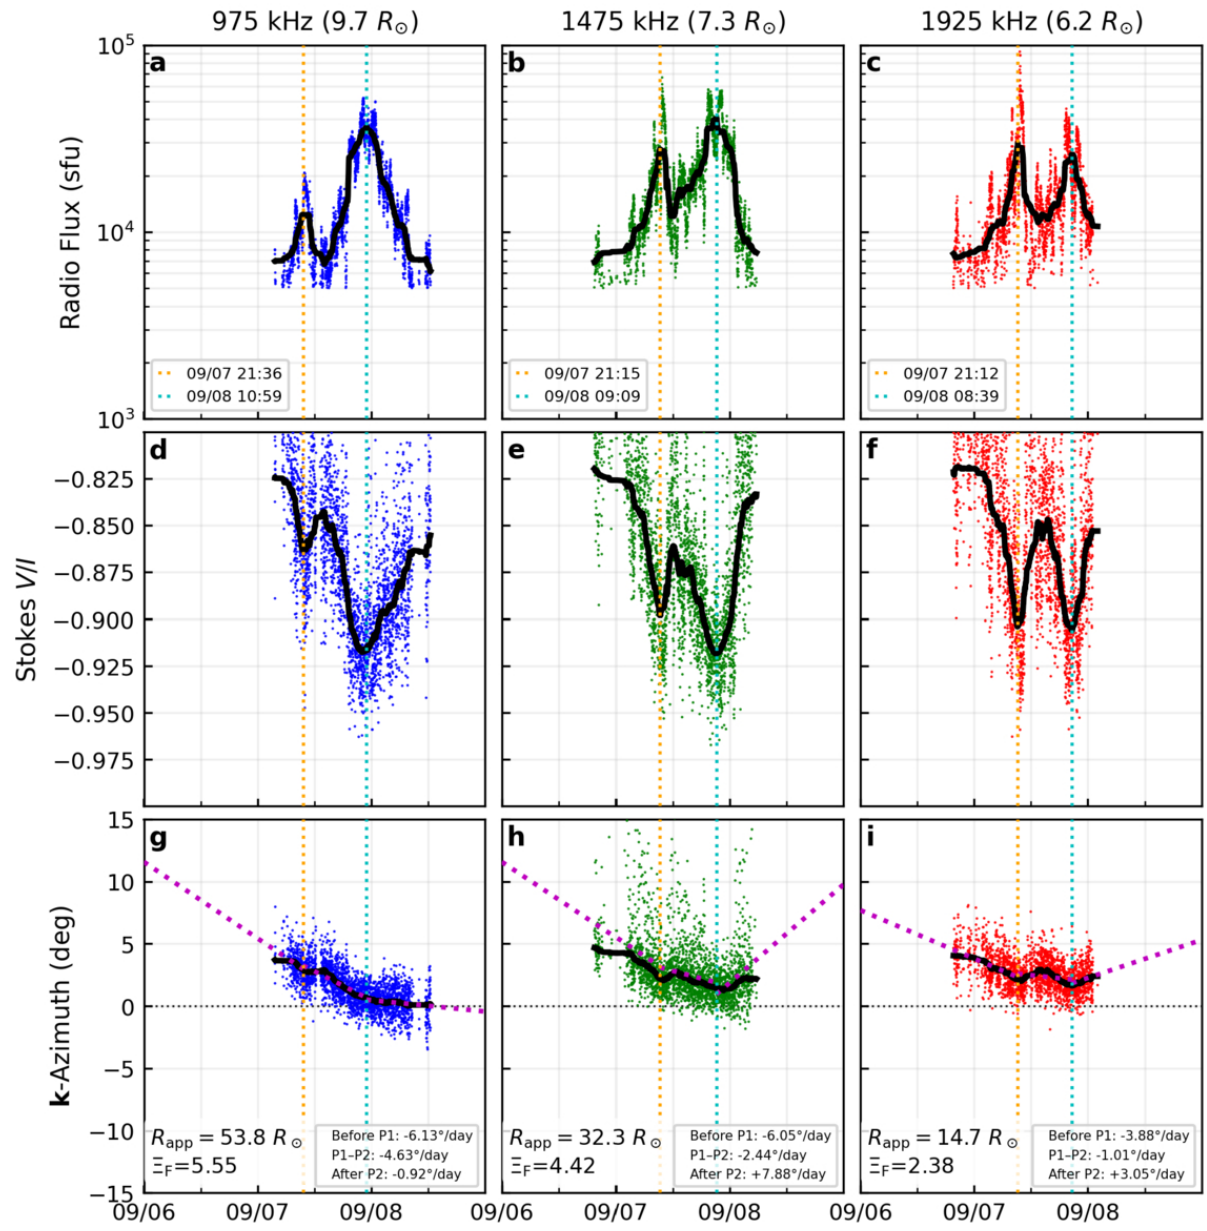 975 kHz (9.7 R☉)
1475 kHz (7.3 R☉)
1925 kHz (6.2 R☉)
Radio Flux (sfu)
10⁵
10⁴
10³
a
09/07 21:36
09/08 10:59
b
09/07 21:15
09/08 09:09
c
09/07 21:12
09/08 08:39
Stokes V/I
−0.825
−0.850
−0.875
−0.900
−0.925
−0.950
−0.975
d
e
f
k-Azimuth (deg)
15
10
5
0
−5
−10
−15
g
R_app = 53.8 R☉
Ξ_F=5.55
Before P1: -6.13°/day
P1–P2: -4.63°/day
After P2: -0.92°/day
h
R_app = 32.3 R☉
Ξ_F=4.42
Before P1: -6.05°/day
P1–P2: -2.44°/day
After P2: +7.88°/day
i
R_app = 14.7 R☉
Ξ_F=2.38
Before P1: -3.88°/day
P1–P2: -1.01°/day
After P2: +3.05°/day
09/06 09/07 09/08 09/06 09/07 09/08 09/06 09/07 09/08